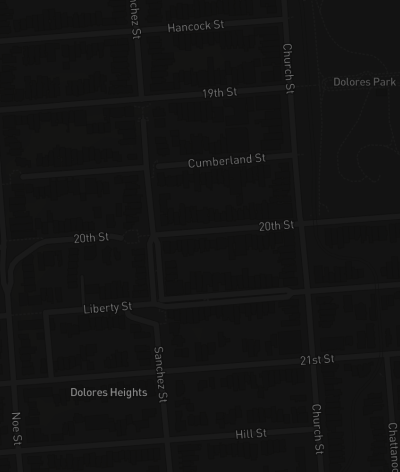 Sanchez St
Hancock St
Church St
Dolores Park
19th St
Cumberland St
20th St
20th St
Liberty St
Sanchez St
21st St
Dolores Heights
Noe St
Church St
Hill St